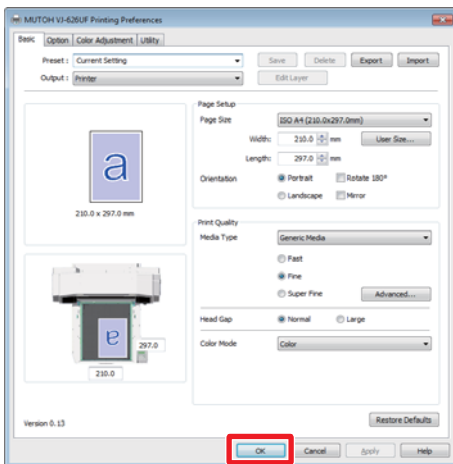 MUTOH VJ-626UF Printing Preferences
Basic Option Color Adjustment Utility
Preset : Current Setting Save Delete Export Import
Output : Printer Edit Layer
Page Setup
Page Size ISO A4 (210.0x297.0mm)
Width: 210.0 mm User Size...
Length: 297.0 mm
Orientation Portrait Rotate 180°
Landscape Mirror
a
210.0 x 297.0 mm
Print Quality
Media Type Generic Media
Fast
Fine
Super Fine Advanced...
Head Gap Normal Large
Color Mode Color
a
297.0
210.0
Version 0.13
Restore Defaults
OK Cancel Apply Help